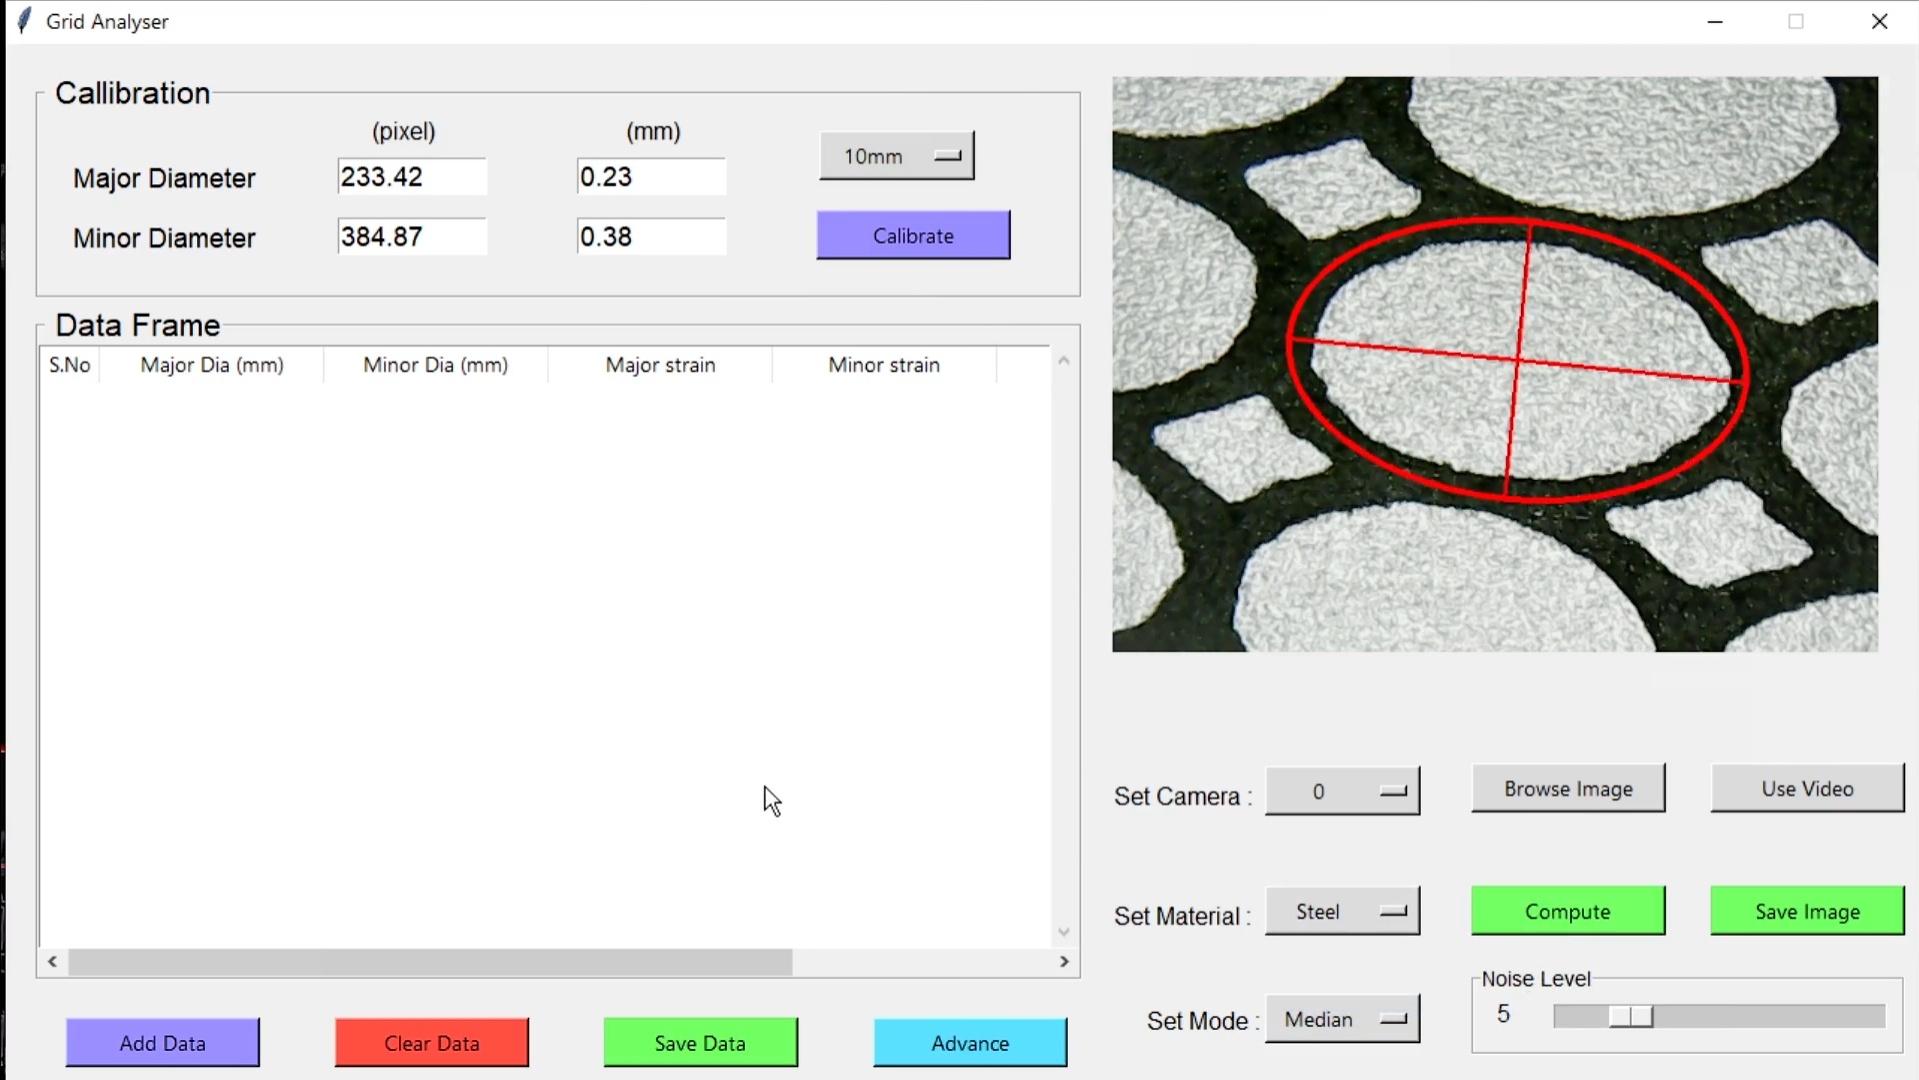 Grid Analyser
Callibration
(pixel) (mm)
10mm
Major Diameter 233.42 0.23
Minor Diameter 384.87 0.38
Calibrate
Data Frame
S.No Major Dia (mm) Minor Dia (mm) Major strain Minor strain
Set Camera : 0 Browse Image Use Video
Set Material : Steel Compute Save Image
Noise Level
5
Set Mode : Median
Add Data Clear Data Save Data Advance